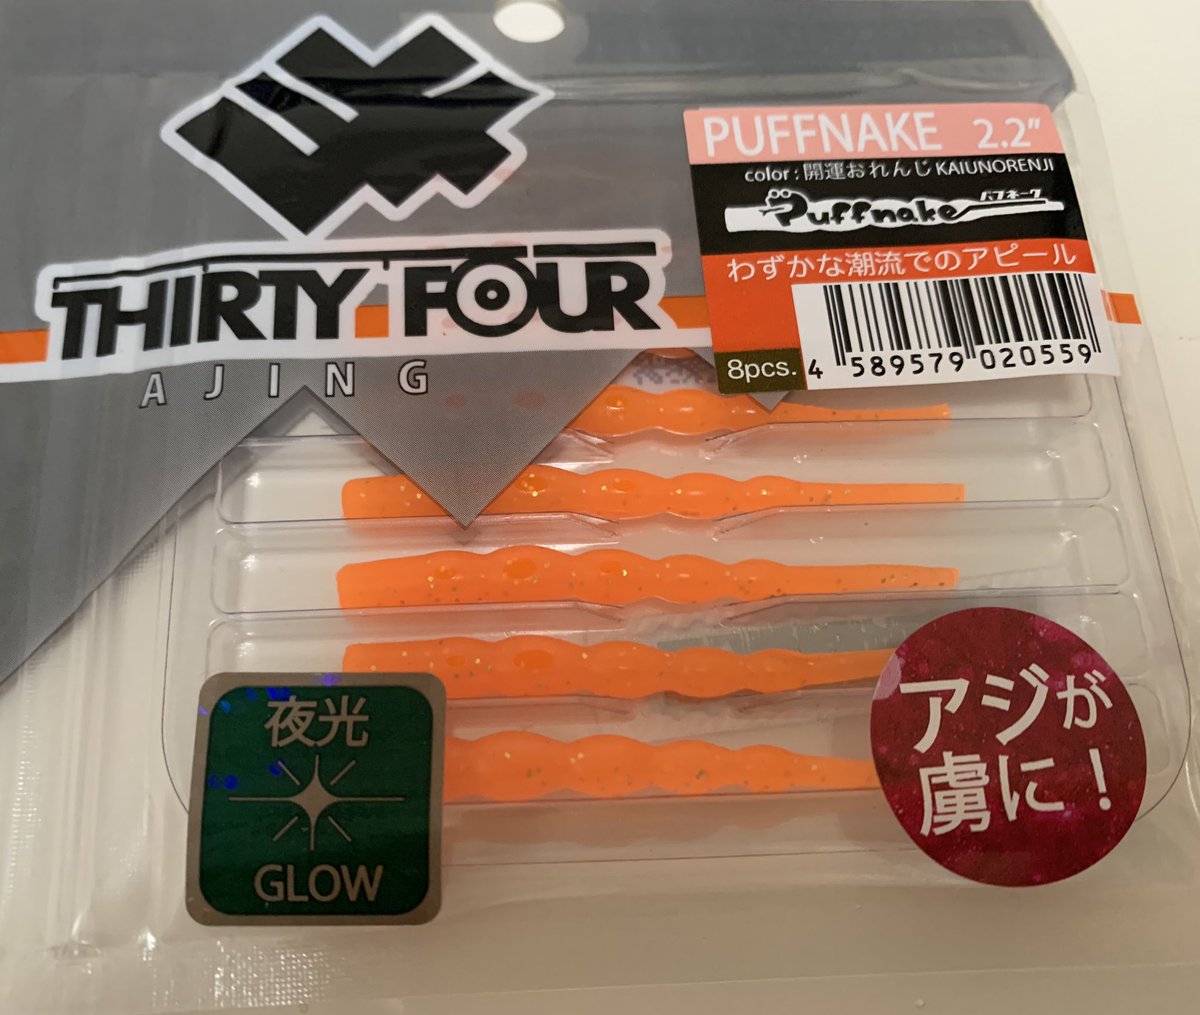 THIRTY FOUR
AJING
PUFFNAKE 2.2"
color : 開運おれんじ KAIUNORENJI
パフネーク
Puffnake
わずかな潮流でのアピール
8pcs.
4 589579 020559
夜光
GLOW
アジが
虜に!